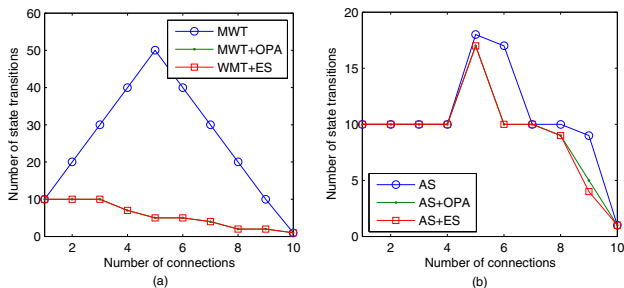 60
50
40
30
20
10
0
2
4
6
8
10
Number of state transitions
Number of connections
MWT
MWT+OPA
WMT+ES
(a)
20
15
10
5
0
2
4
6
8
10
Number of state transitions
Number of connections
AS
AS+OPA
AS+ES
(b)